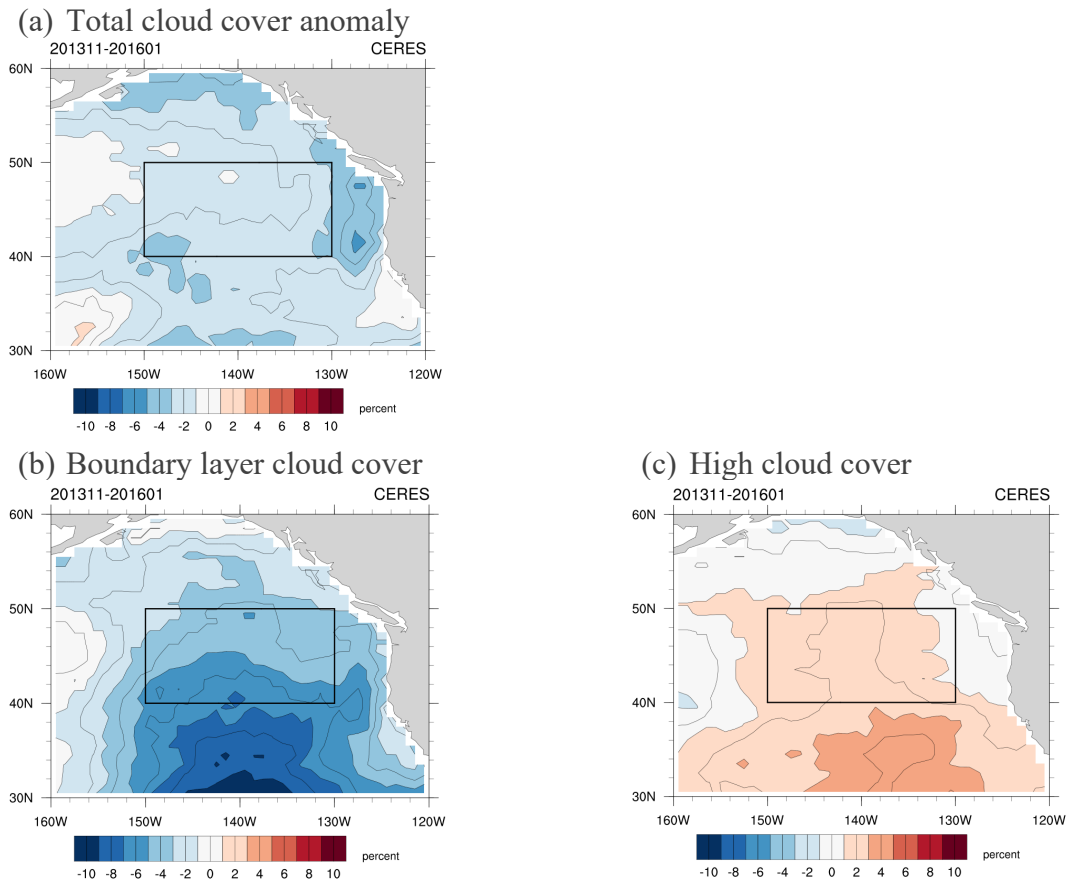 (a) Total cloud cover anomaly
201311-201601 CERES
60N
50N
40N
30N
160W 150W 140W 130W 120W
-10 -8 -6 -4 -2 0 2 4 6 8 10 percent
(b) Boundary layer cloud cover
201311-201601 CERES
60N
50N
40N
30N
160W 150W 140W 130W 120W
-10 -8 -6 -4 -2 0 2 4 6 8 10 percent
(c) High cloud cover
201311-201601 CERES
60N
50N
40N
30N
160W 150W 140W 130W 120W
-10 -8 -6 -4 -2 0 2 4 6 8 10 percent